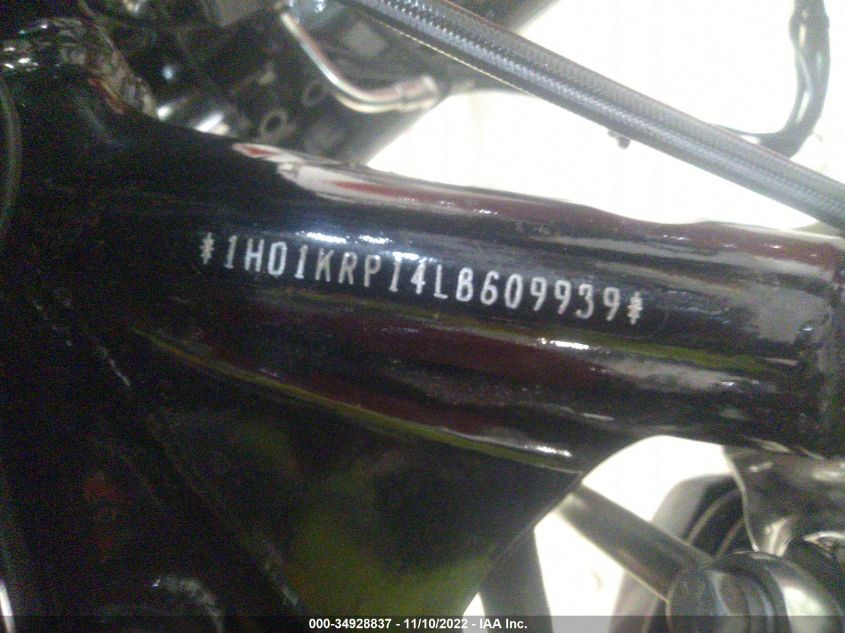 *1HD1KRP14LB609939*
000-34928837 - 11/10/2022 - IAA Inc.